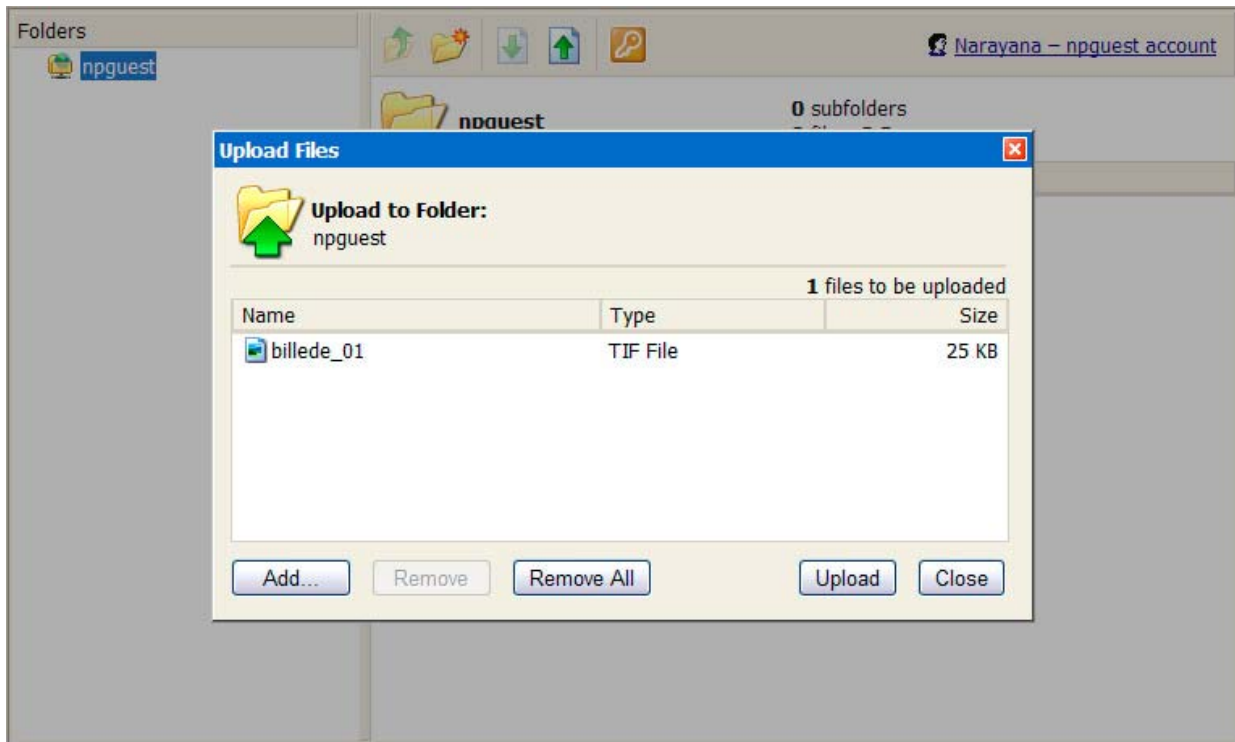 Folders
npguest
Narayana – npguest account
npguest
0 subfolders
Upload Files
Upload to Folder:
npguest
1 files to be uploaded
Name Type Size
billede_01 TIF File 25 KB
Add... Remove Remove All Upload Close